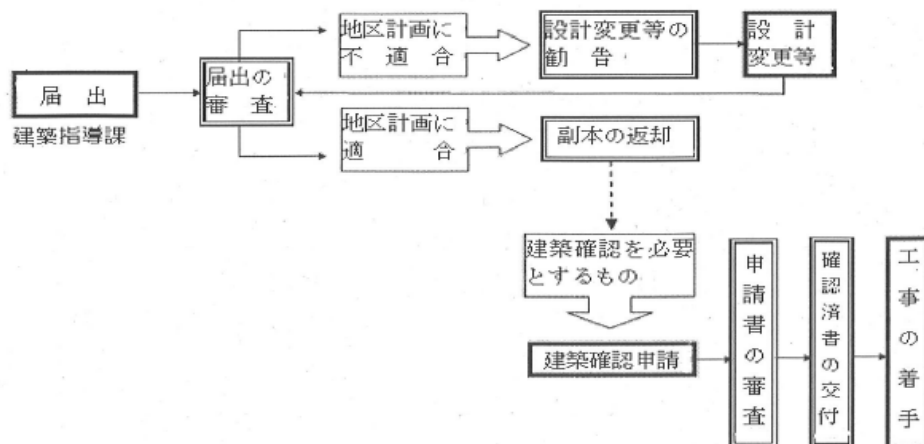 届出
建築指導課
届出の
審査
地区計画に
不適合
設計変更等の
勧告
設計
変更等
地区計画に
適合
副本の返却
建築確認を必要
とするもの
建築確認申請
申請書の審査
確認済書の交付
工事の着手